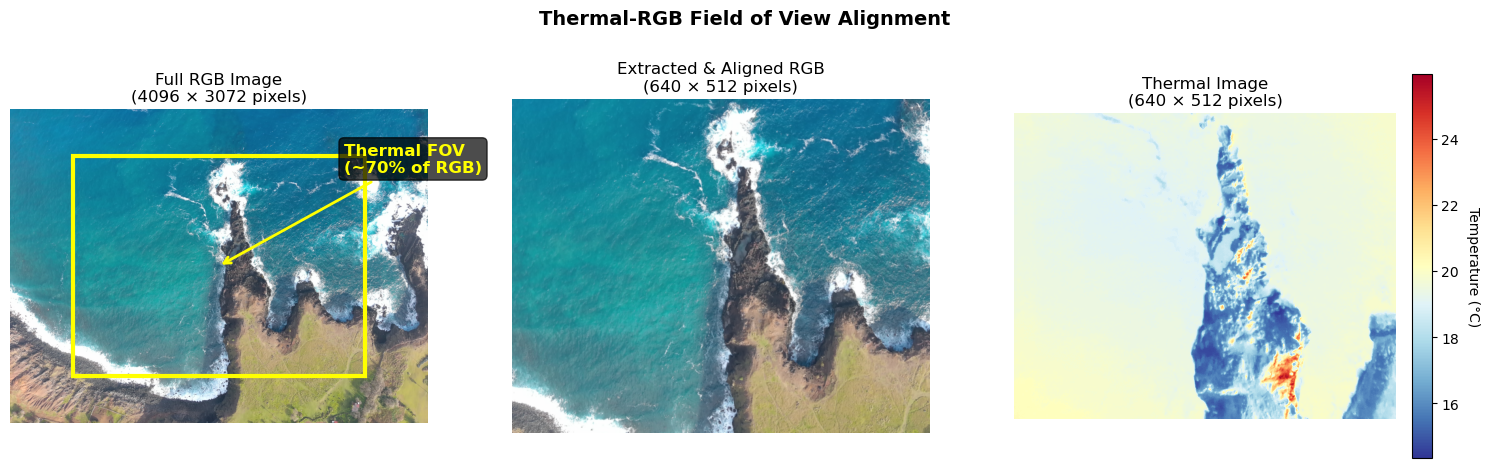 Thermal-RGB Field of View Alignment
Full RGB Image
(4096 × 3072 pixels)
Thermal FOV
(~70% of RGB)
Extracted & Aligned RGB
(640 × 512 pixels)
Thermal Image
(640 × 512 pixels)
24
22
20
18
16
Temperature (°C)